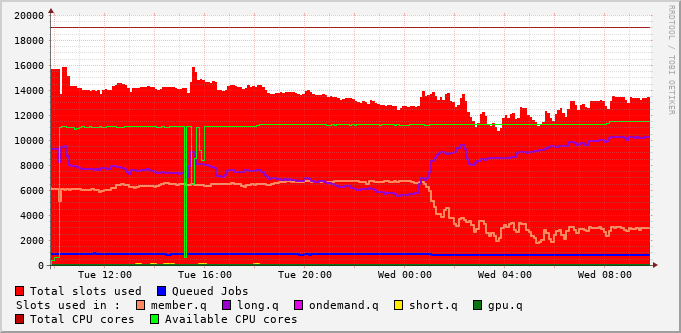 20000
18000
16000
14000
12000
10000
8000
6000
4000
2000
0
Tue 12:00 Tue 16:00 Tue 20:00 Wed 00:00 Wed 04:00 Wed 08:00
RRDTOOL / TOBI OETIKER
Total slots used Queued Jobs
Slots used in : member.q long.q ondemand.q short.q gpu.q
Total CPU cores Available CPU cores